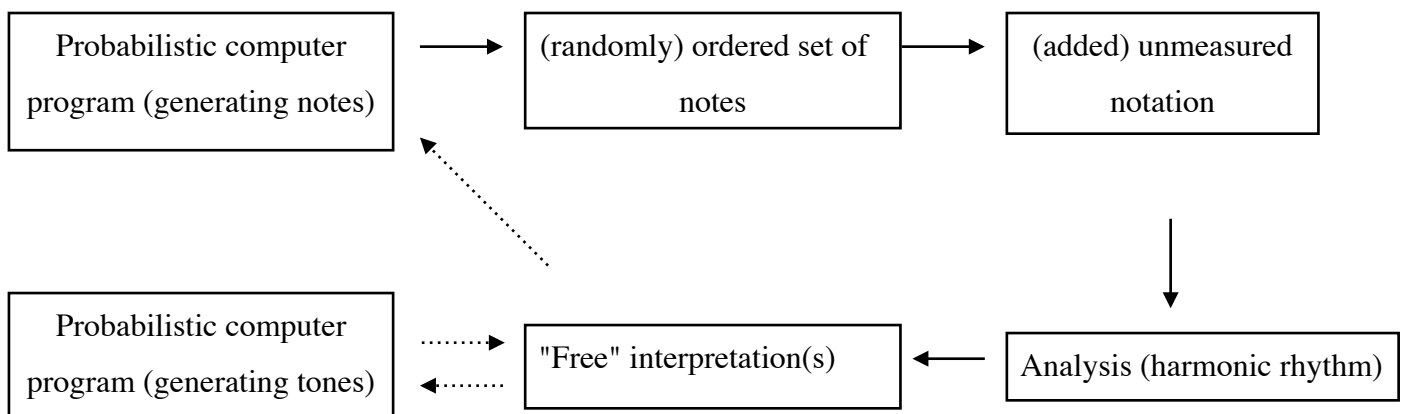 Probabilistic computer
program (generating notes)
(randomly) ordered set of
notes
(added) unmeasured
notation
Probabilistic computer
program (generating tones)
"Free" interpretation(s)
Analysis (harmonic rhythm)